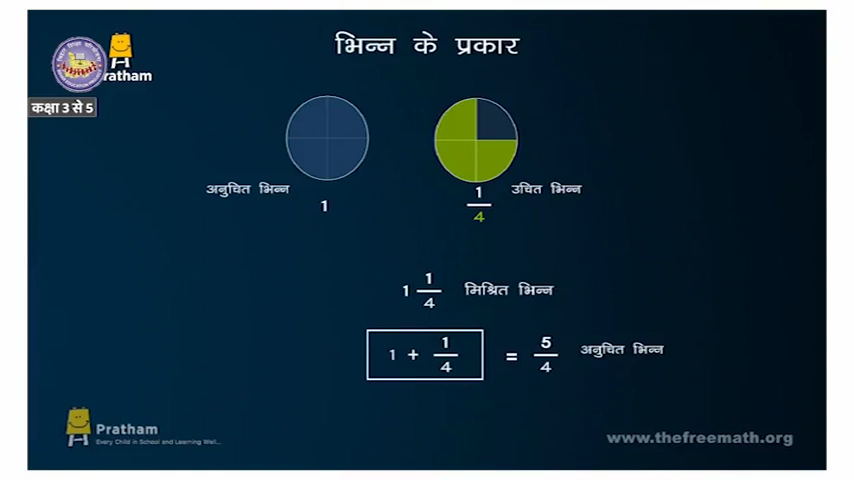 भिन्न के प्रकार
Pratham
कक्षा 3 से 5
अनुचित भिन्न
1
1
4
उचित भिन्न
1 1/4 मिश्रित भिन्न
1 + 1/4 = 5/4 अनुचित भिन्न
Pratham
Every Child in School and Learning Well...
www.thefreemath.org